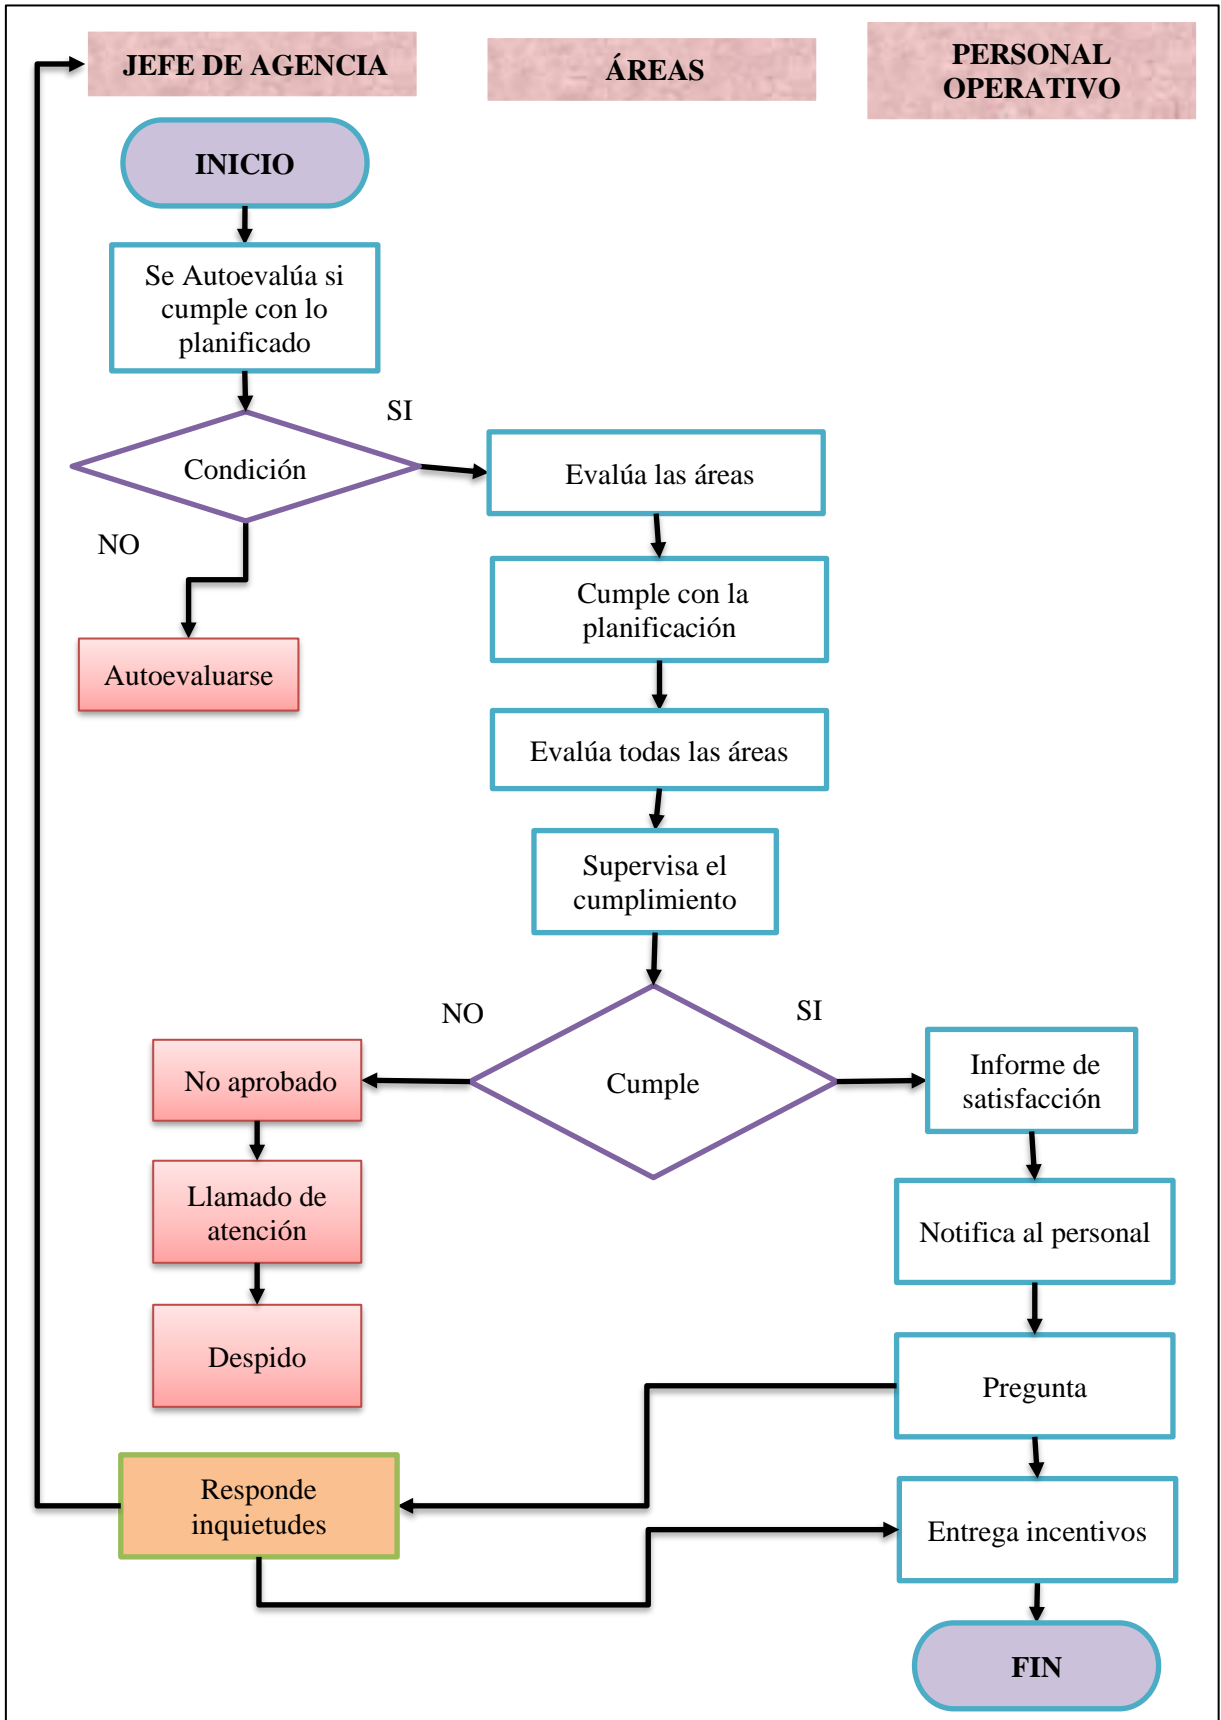 JEFE DE AGENCIA
ÁREAS
PERSONAL
OPERATIVO
INICIO
Se Autoevalúa si
cumple con lo
planificado
SI
Condición
Evalúa las áreas
NO
Cumple con la
planificación
Autoevaluarse
Evalúa todas las áreas
Supervisa el
cumplimiento
NO
SI
No aprobado
Cumple
Informe de
satisfacción
Llamado de
atención
Notifica al personal
Despido
Pregunta
Responde
inquietudes
Entrega incentivos
FIN